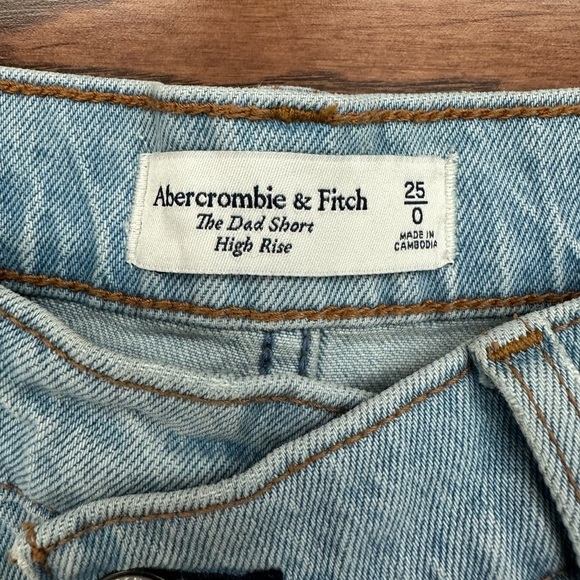 Abercrombie & Fitch
The Dad Short
High Rise
25
0
MADE IN
CAMBODIA